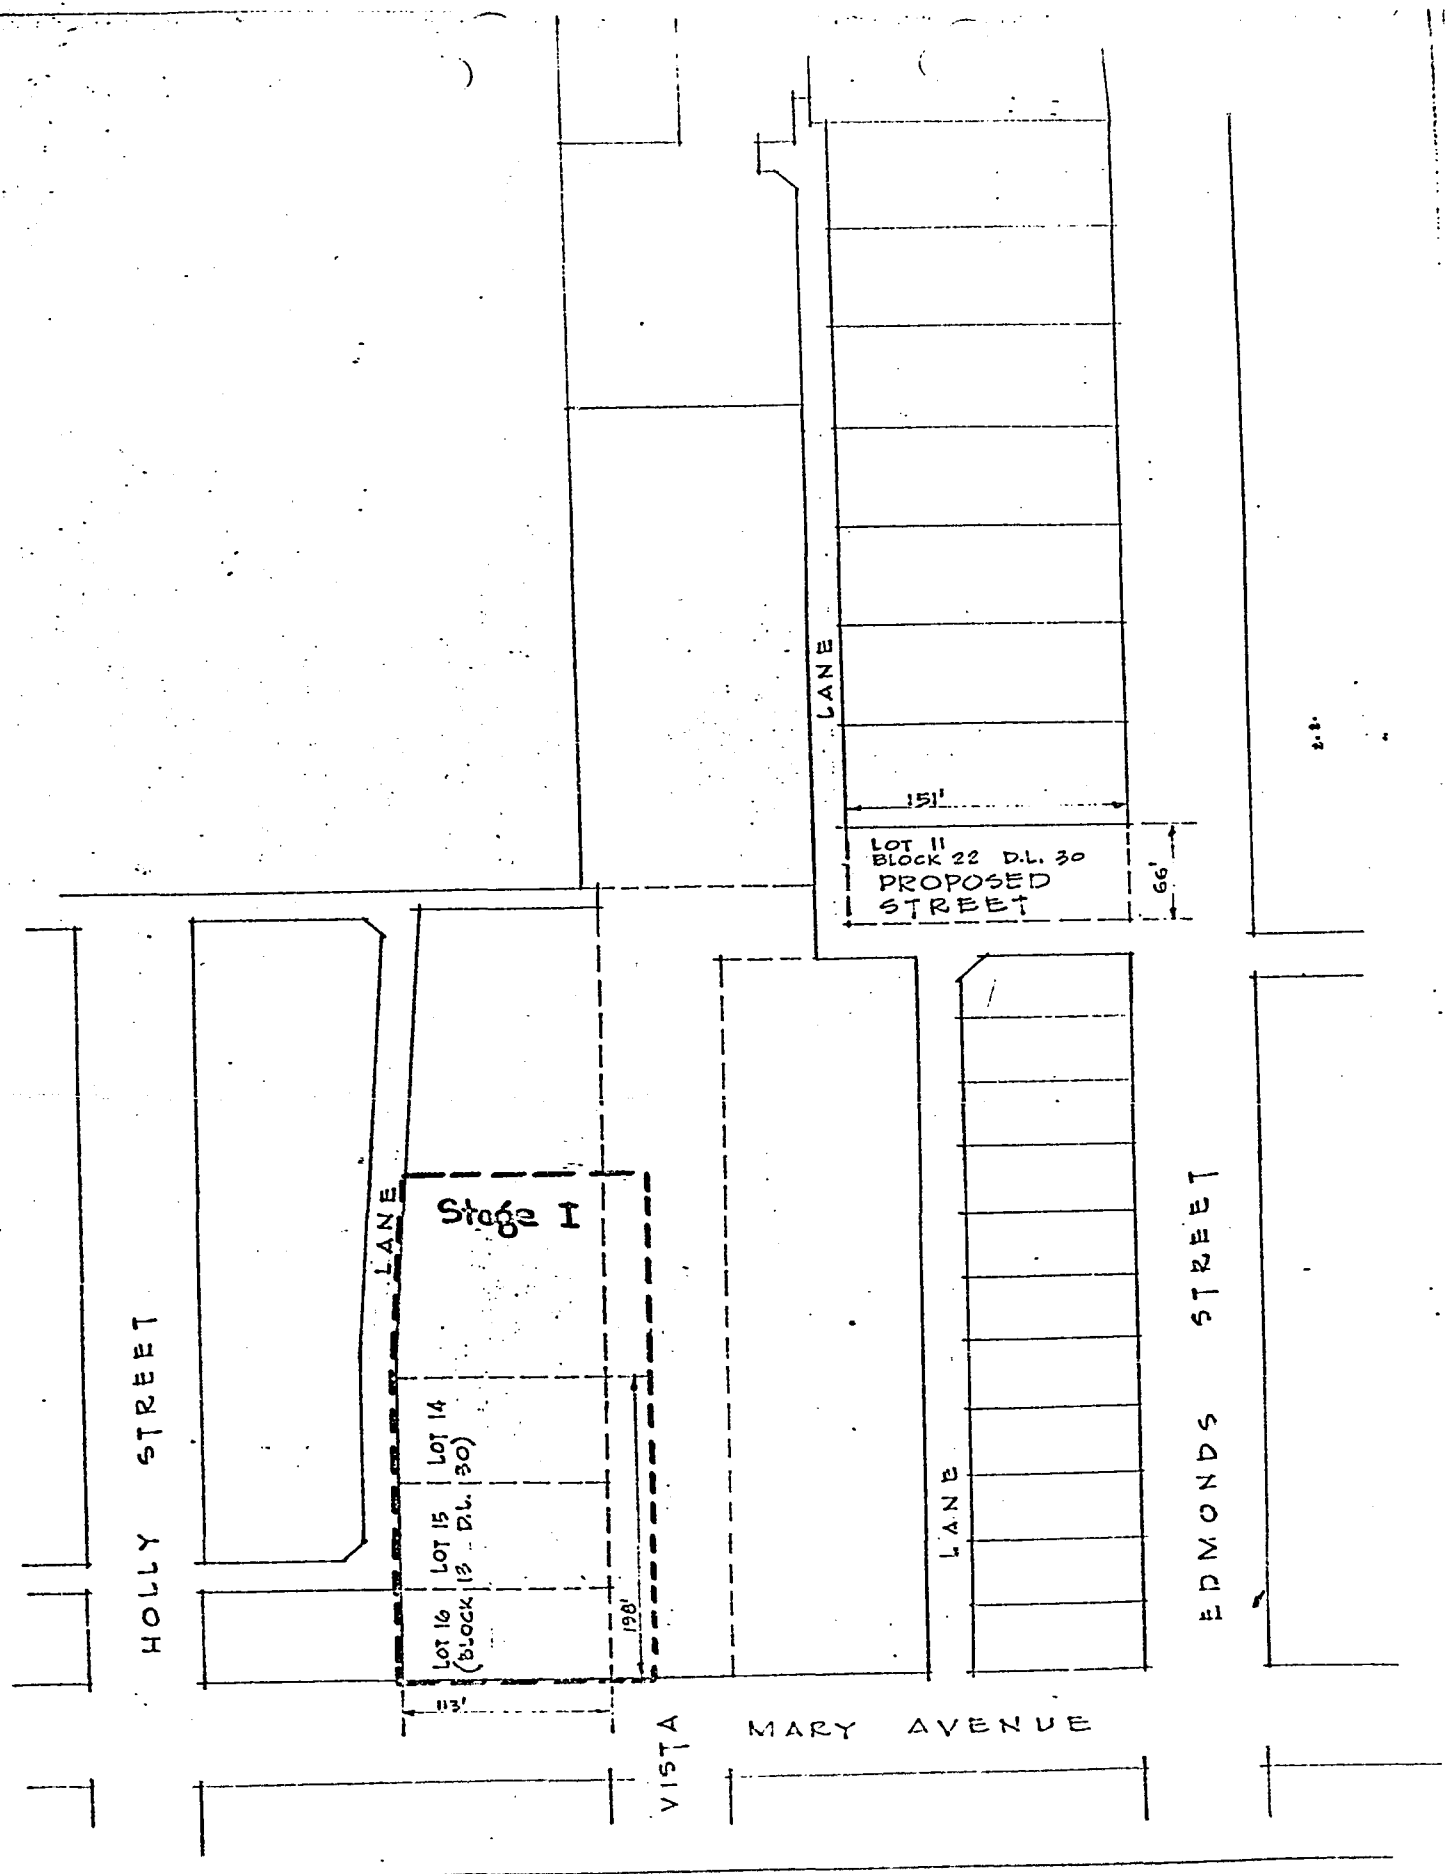 LANE
151'
LOT 11
BLOCK 22 D.L. 30
PROPOSED
STREET
66'
LANE
Stage I
HOLLY STREET
LOT 16 LOT 15 LOT 14
(BLOCK 13 D.L. 30)
198'
LANE
EDMONDS STREET
113'
VISTA
MARY AVENUE